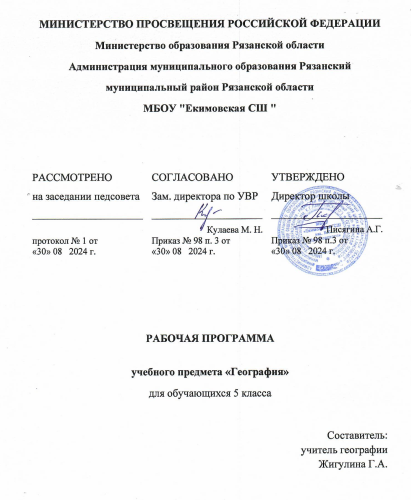 МИНИСТЕРСТВО ПРОСВЕЩЕНИЯ РОССИЙСКОЙ ФЕДЕРАЦИИ
Министерство образования Рязанской области
Администрация муниципального образования Рязанский
муниципальный район Рязанской области
МБОУ "Екимовская СШ "
РАССМОТРЕНО
на заседании педсовета
протокол № 1 от
«30» 08 2024 г.
СОГЛАСОВАНО
Зам. директора по УВР
Кулаева М. Н.
Приказ № 98 п. 3 от
«30» 08 2024 г.
УТВЕРЖДЕНО
Директор школы
Писягина А.Г.
Приказ № 98 п.3 от
«30» 08 2024 г.
РАБОЧАЯ ПРОГРАММА
учебного предмета «География»
для обучающихся 5 класса
Составитель:
учитель географии
Жигулина Г.А.